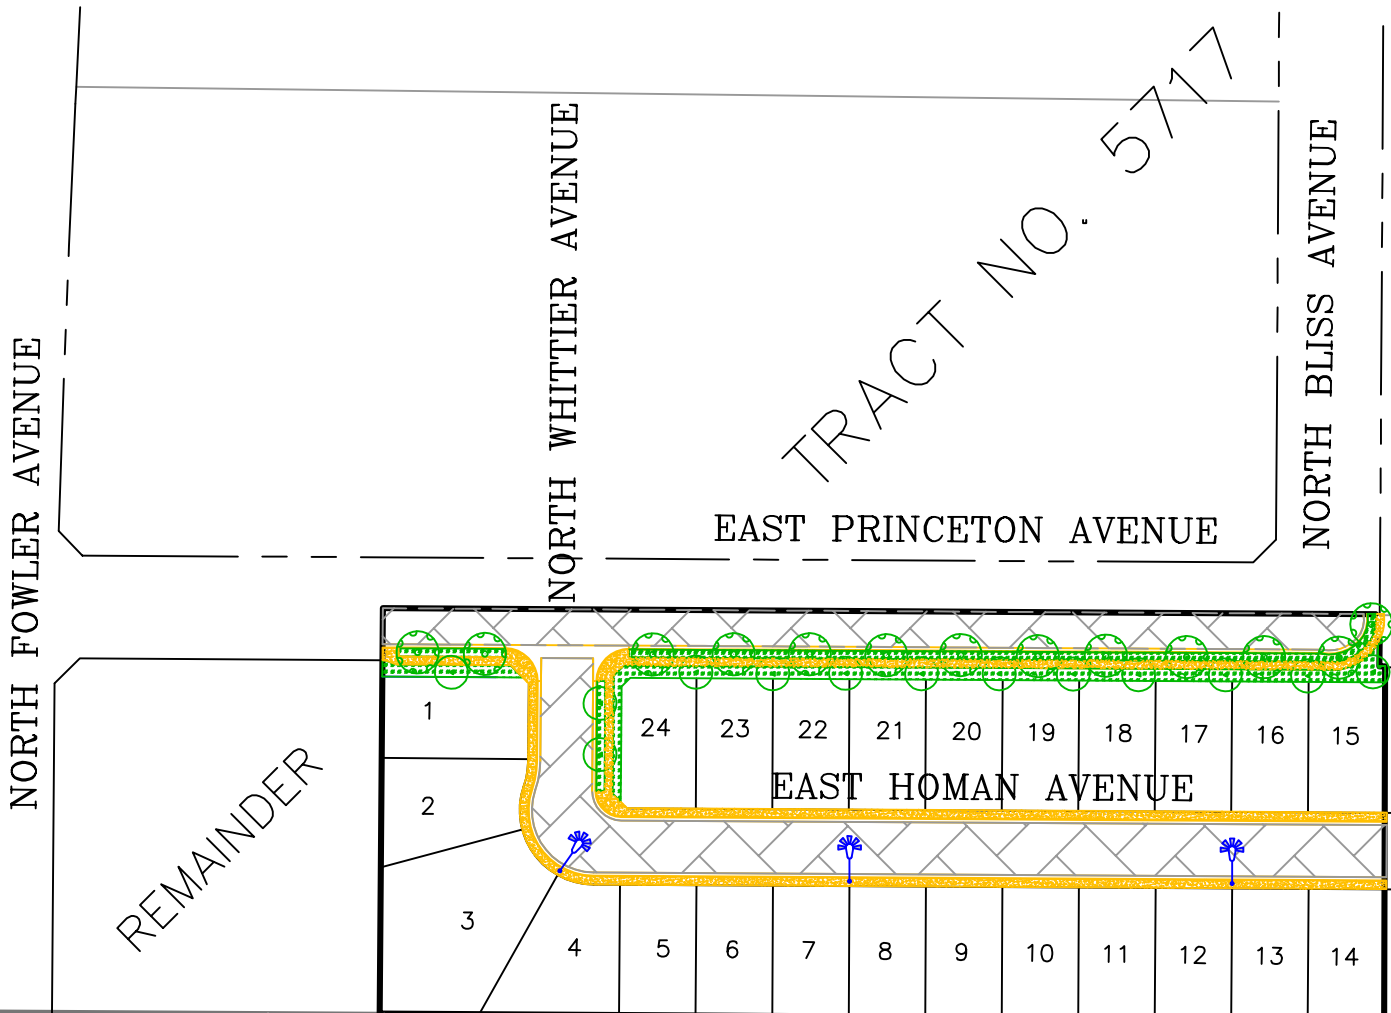 TRACT NO. 5717
NORTH FOWLER AVENUE
NORTH WHITTIER AVENUE
NORTH BLISS AVENUE
EAST PRINCETON AVENUE
REMAINDER
1
24 23 22 21 20 19 18 17 16 15
EAST HOMAN AVENUE
2
3
4 5 6 7 8 9 10 11 12 13 14